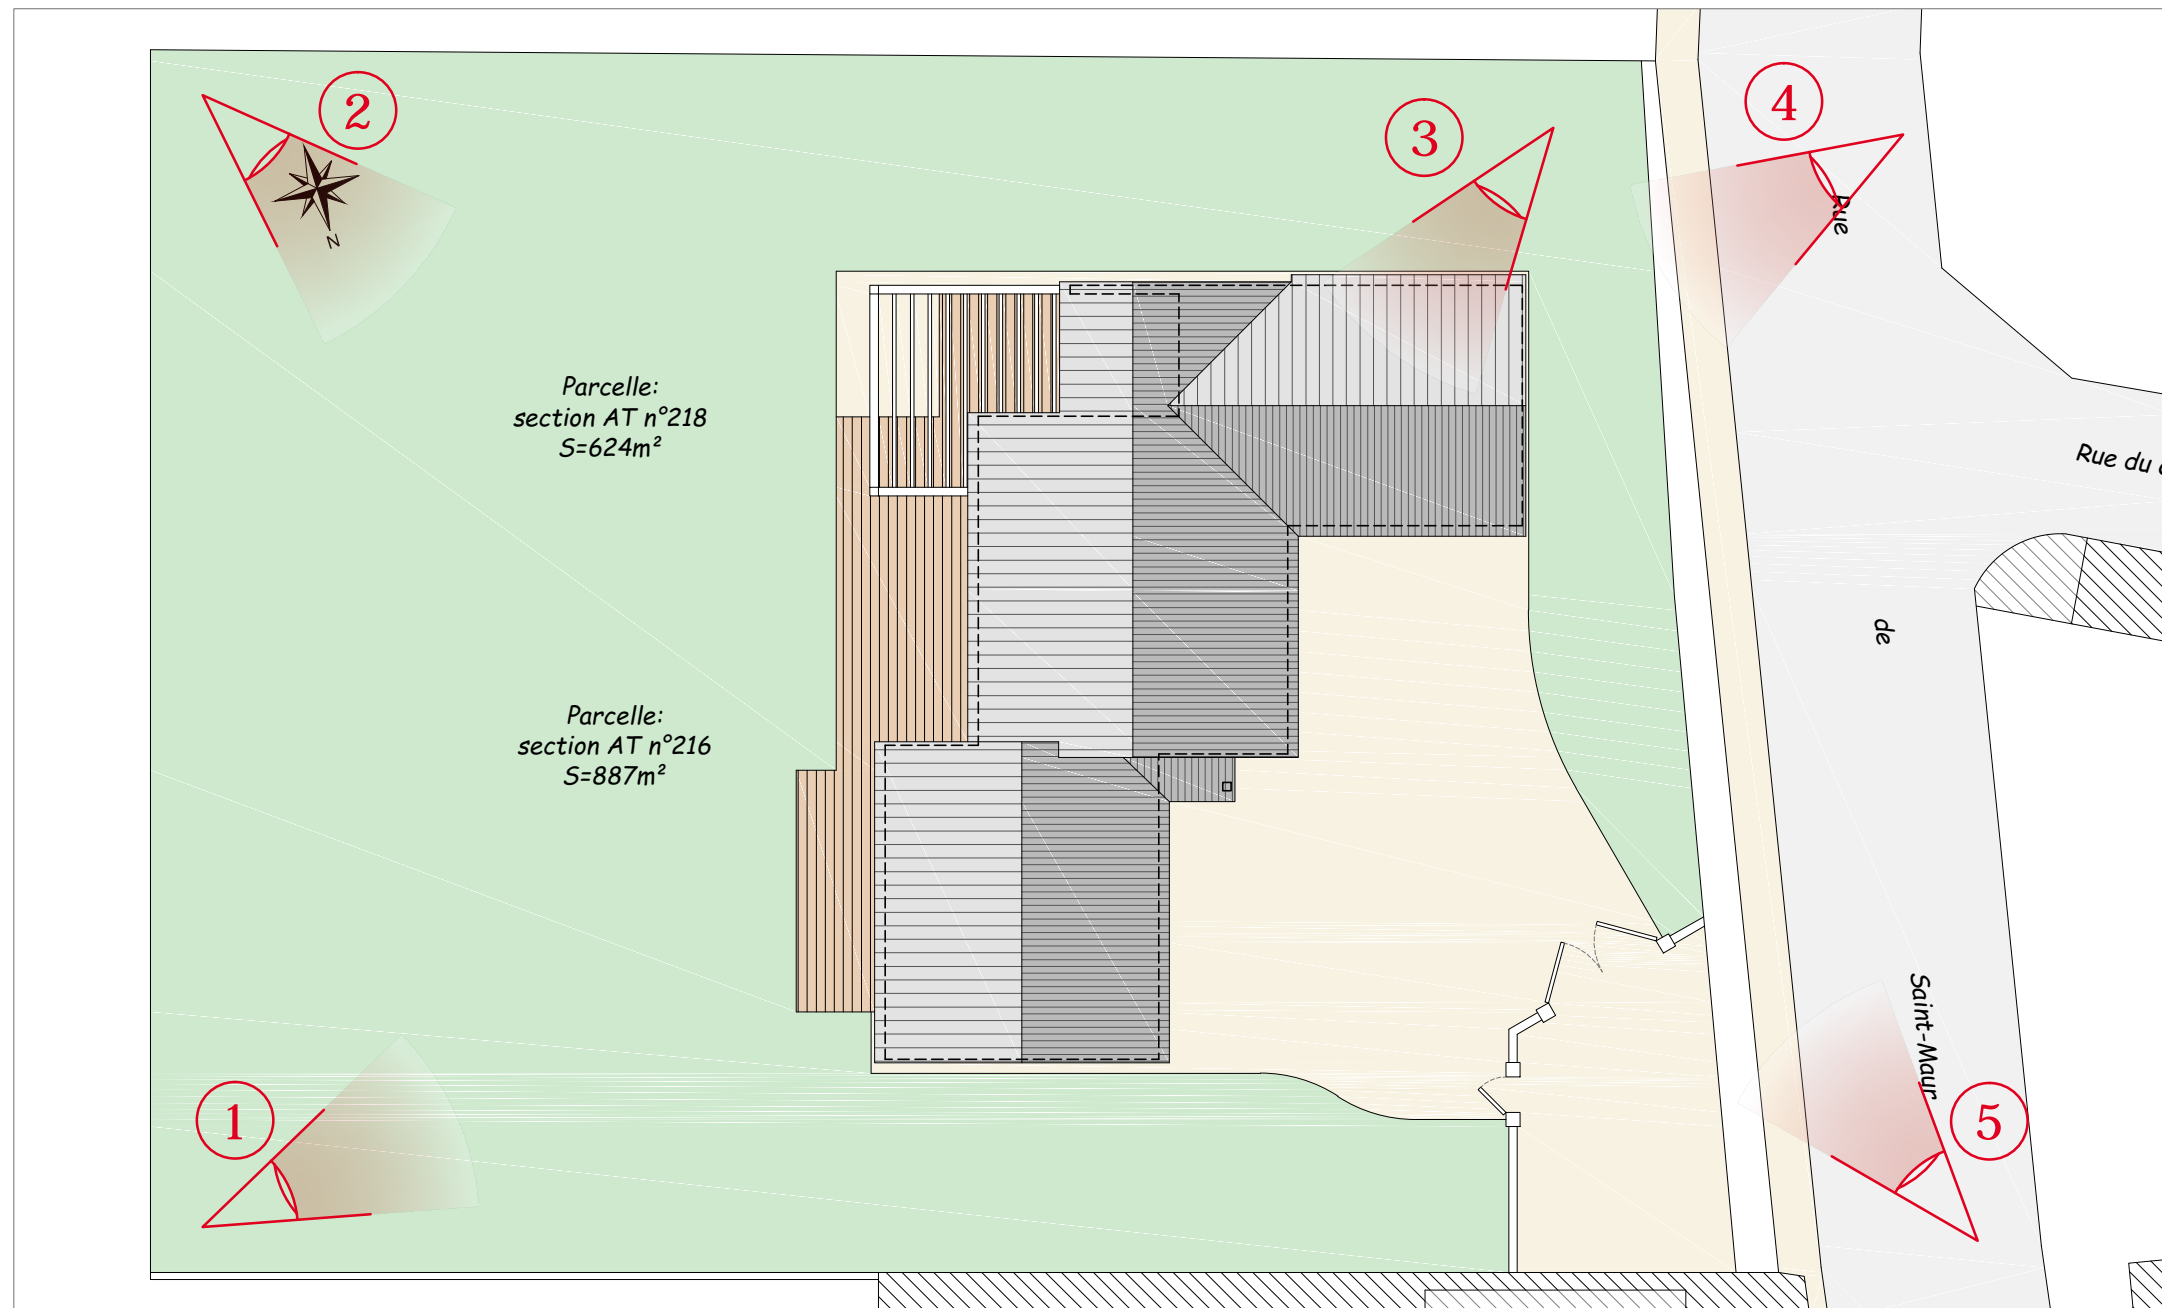 2
3
4
N
Rue
Parcelle:
section AT n°218
S=624m²
Rue du
de
Parcelle:
section AT n°216
S=887m²
Saint-Maur
1
5